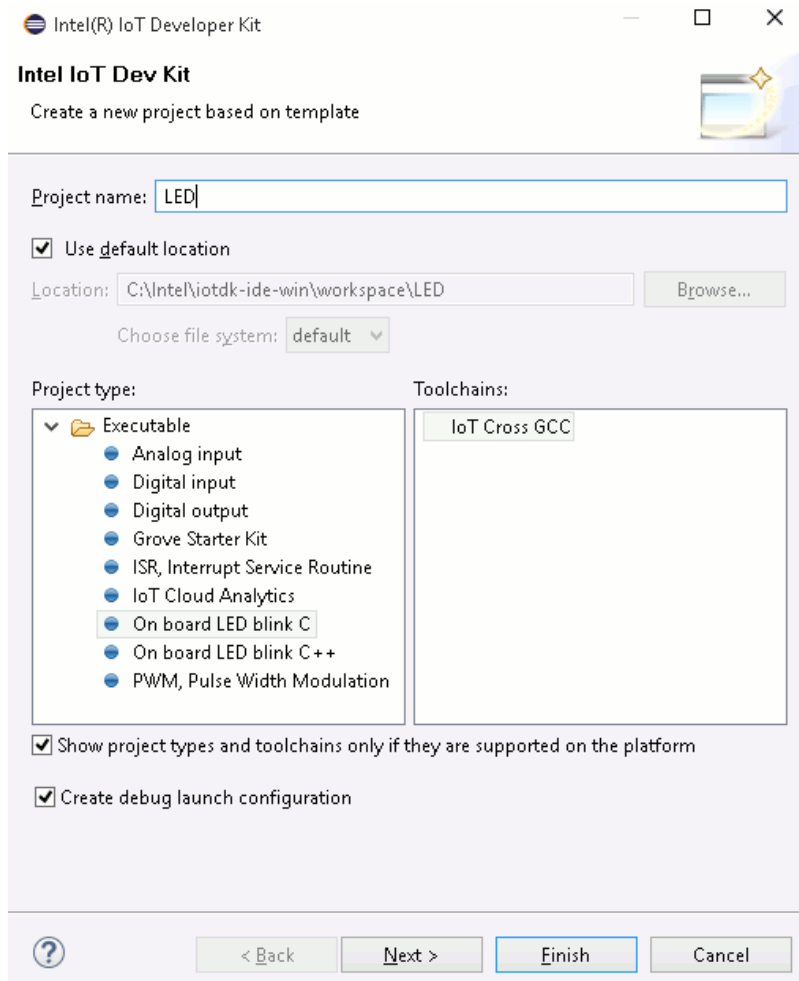 Intel(R) IoT Developer Kit
Intel IoT Dev Kit
Create a new project based on template
Project name: LED
Use default location
Location: C:\Intel\iotdk-ide-win\workspace\LED Browse...
Choose file system: default
Project type: Toolchains:
Executable IoT Cross GCC
Analog input
Digital input
Digital output
Grove Starter Kit
ISR, Interrupt Service Routine
IoT Cloud Analytics
On board LED blink C
On board LED blink C++
PWM, Pulse Width Modulation
Show project types and toolchains only if they are supported on the platform
Create debug launch configuration
? < Back Next > Finish Cancel